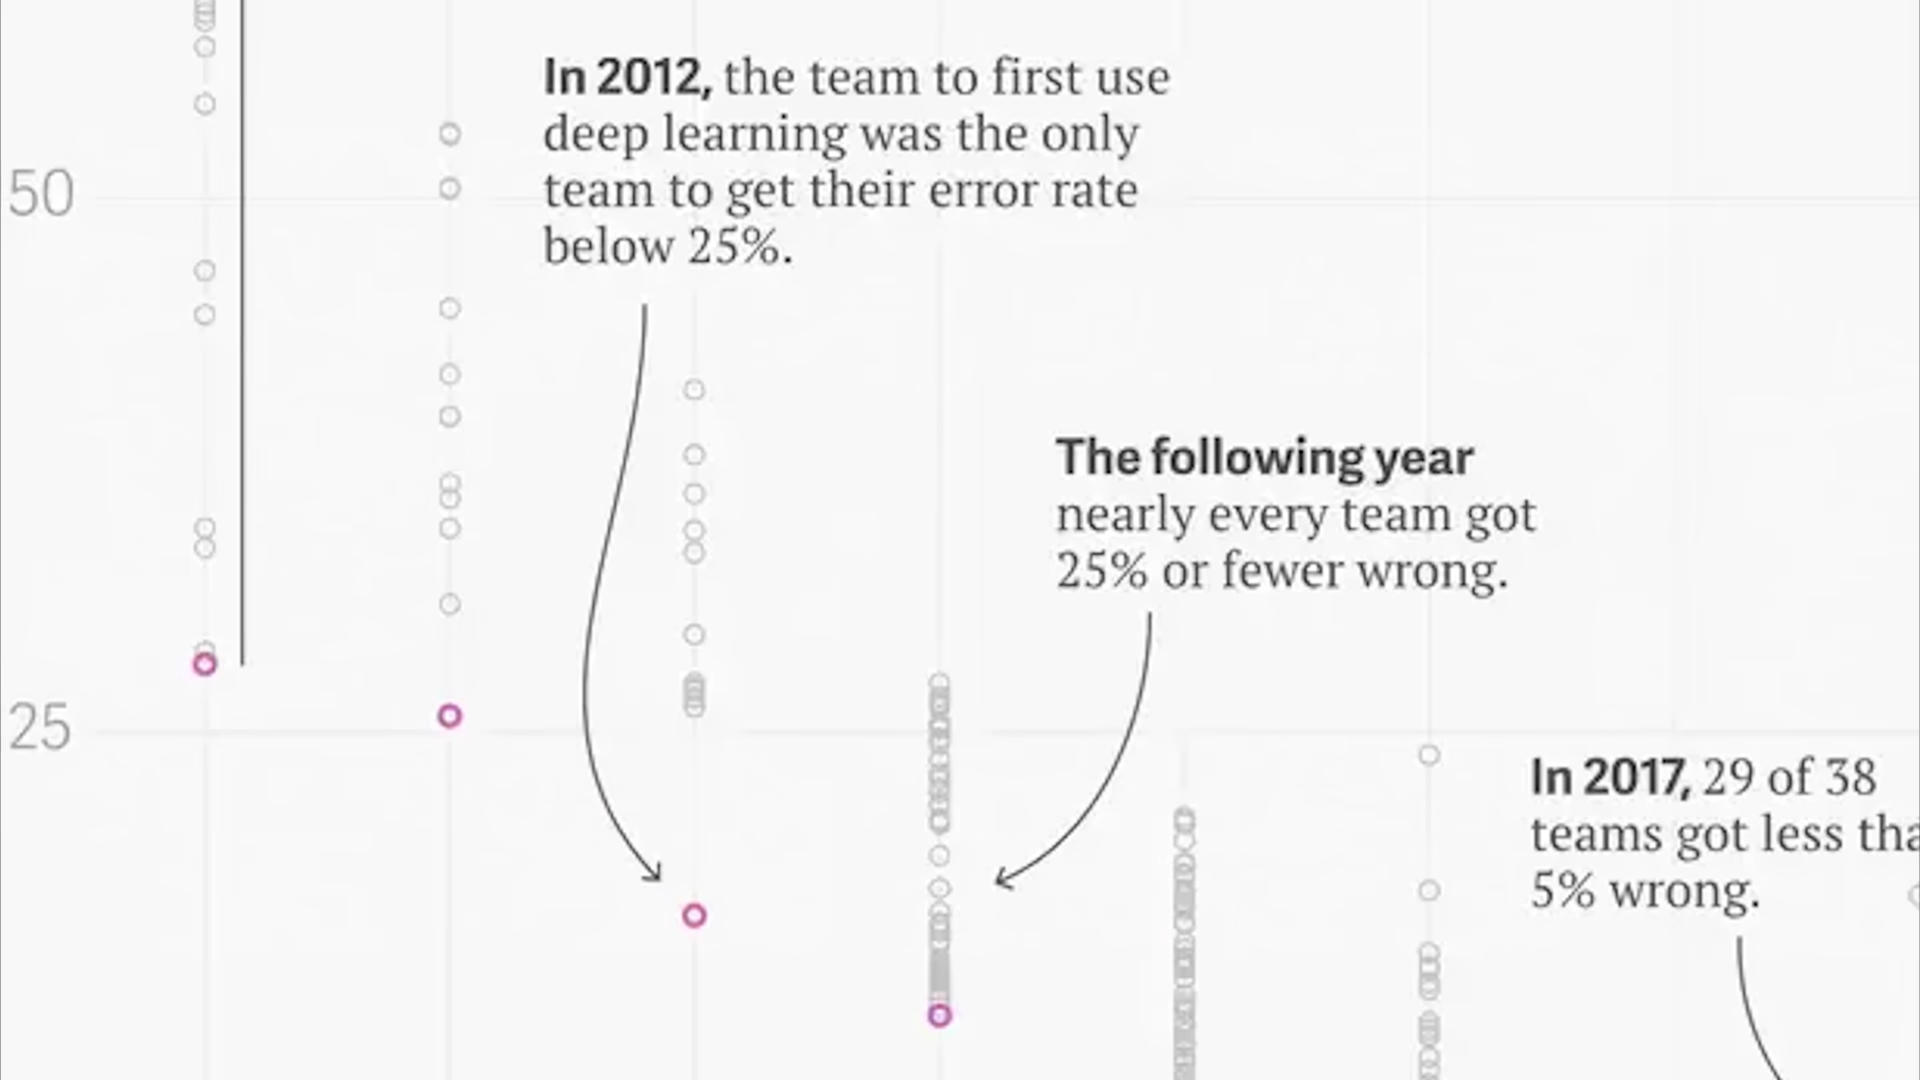 In 2012, the team to first use
deep learning was the only
team to get their error rate
below 25%.
50
The following year
nearly every team got
25% or fewer wrong.
25
In 2017, 29 of 38
teams got less tha
5% wrong.